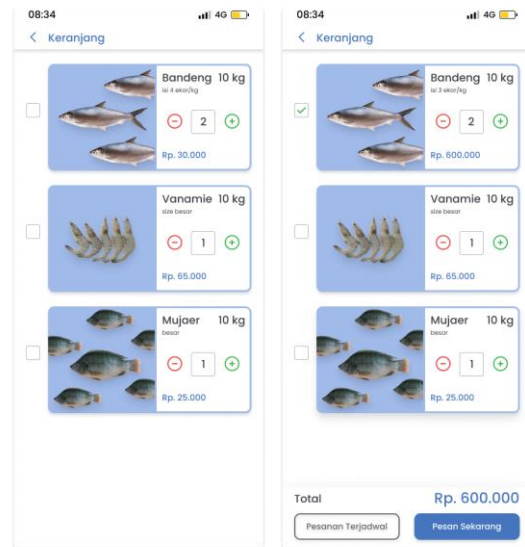 08:34
4G
Keranjang
Bandeng 10 kg
isi 4 ekor/kg
2
Rp. 30.000
Vanamie 10 kg
size besar
1
Rp. 65.000
Mujaer 10 kg
besar
1
Rp. 25.000
08:34
4G
Keranjang
Bandeng 10 kg
isi 3 ekor/kg
2
Rp. 600.000
Vanamie 10 kg
size besar
1
Rp. 65.000
Mujaer 10 kg
besar
1
Rp. 25.000
Total Rp. 600.000
Pesanan Terjadwal
Pesan Sekarang